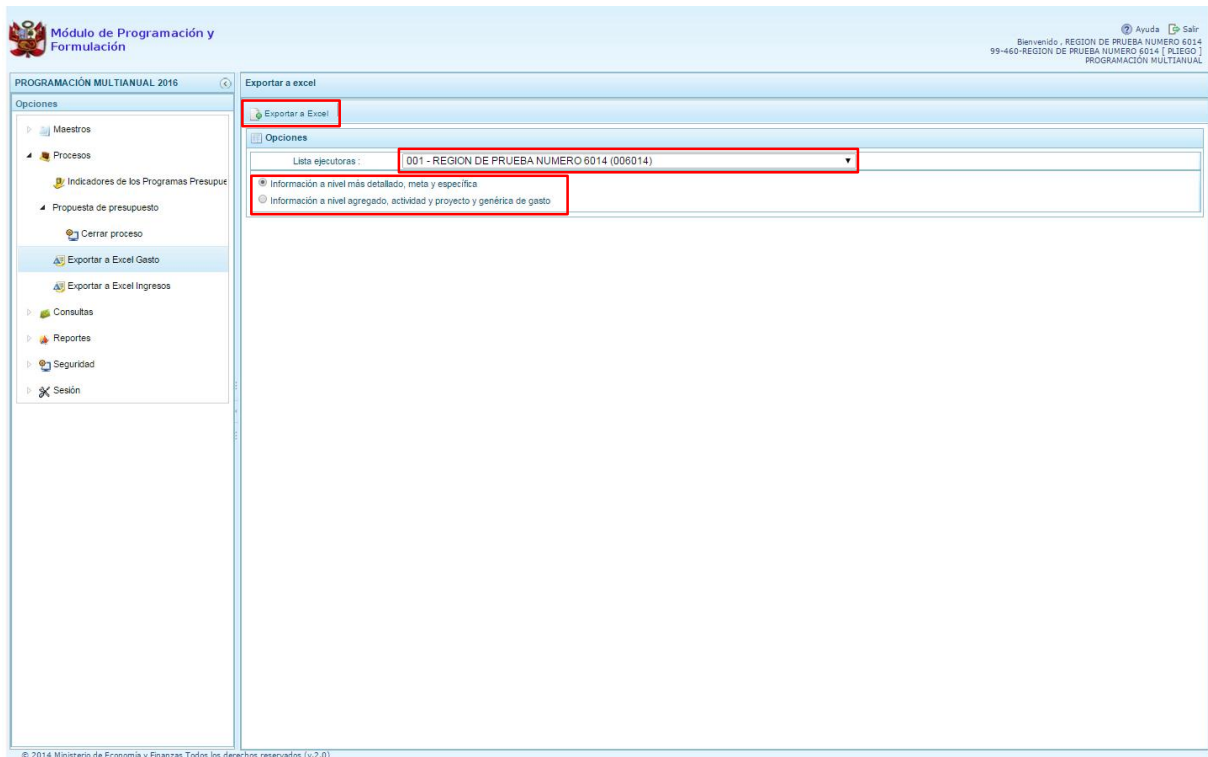 Módulo de Programación y
Formulación
Ayuda Salir
Bienvenido , REGION DE PRUEBA NUMERO 6014
99-460-REGION DE PRUEBA NUMERO 6014 [ PLIEGO ]
PROGRAMACIÓN MULTIANUAL
PROGRAMACIÓN MULTIANUAL 2016
Opciones
Maestros
Procesos
Indicadores de los Programas Presupue
Propuesta de presupuesto
Cerrar proceso
Exportar a Excel Gasto
Exportar a Excel Ingresos
Consultas
Reportes
Seguridad
Sesión
Exportar a excel
Exportar a Excel
Opciones
Lista ejecutoras :
001 - REGION DE PRUEBA NUMERO 6014 (006014)
Información a nivel más detallado, meta y específica
Información a nivel agregado, actividad y proyecto y genérica de gasto
© 2014 Ministerio de Economía y Finanzas Todos los derechos reservados (v.2.0)